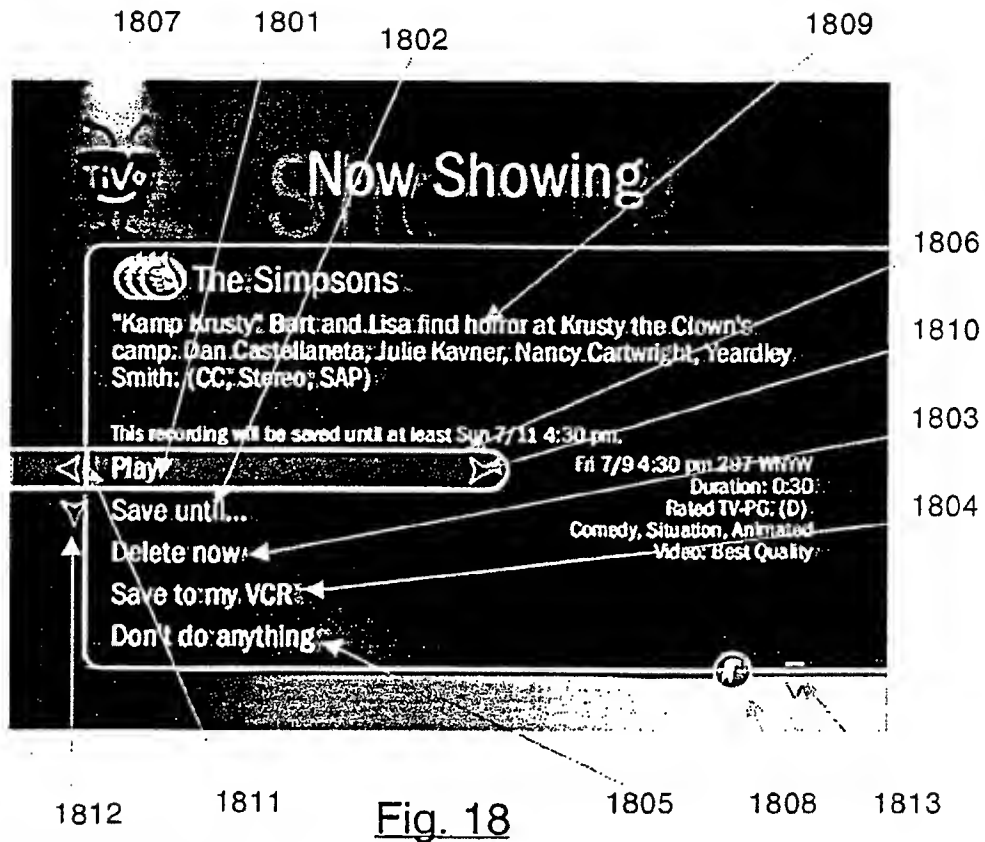 1807 1801 1802 1809
TiVo
Now Showing
1806
The Simpsons
"Kamp Krusty" Bart and Lisa find horror at Krusty the Clown's
1810
camp. Dan Castellaneta, Julie Kavner, Nancy Cartwright, Yeardley
Smith. (CC, Stereo, SAP)
1803
This recording will be saved until at least Sun 7/11 4:30 pm.
Play
Fri 7/9 4:30 pm 287 WNYW
Duration: 0:30
1804
Save until...
Rated TV-PG, (D)
Comedy, Situation, Animated
Delete now
Video: Best Quality
Save to my VCR
Don't do anything
1812 1811 1805 1808 1813
Fig. 18